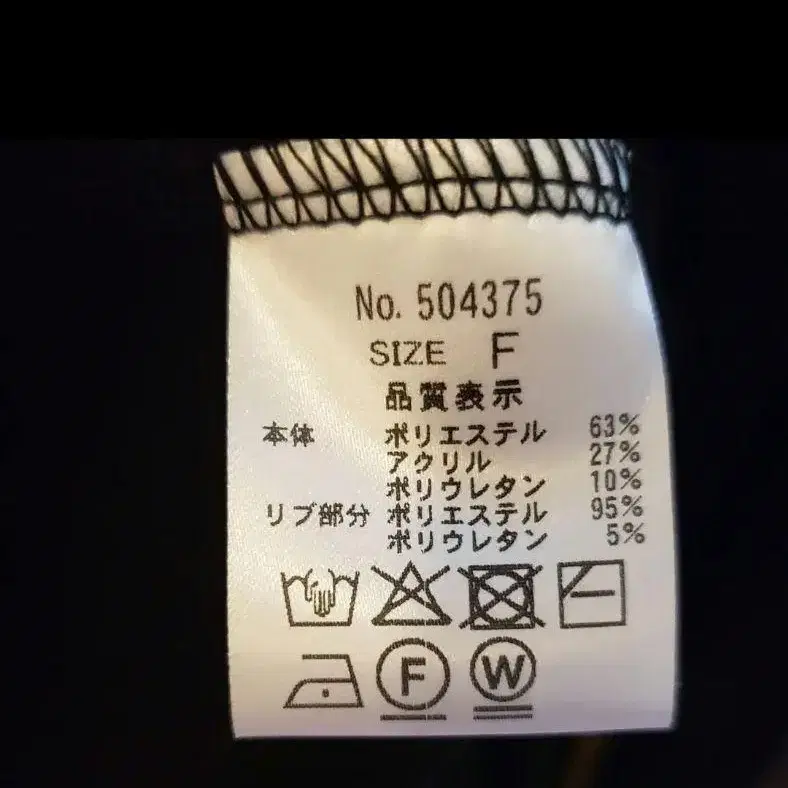 No. 504375
SIZE F
品質表示
本体 ポリエステル 63%
アクリル 27%
ポリウレタン 10%
リブ部分 ポリエステル 95%
ポリウレタン 5%
F W